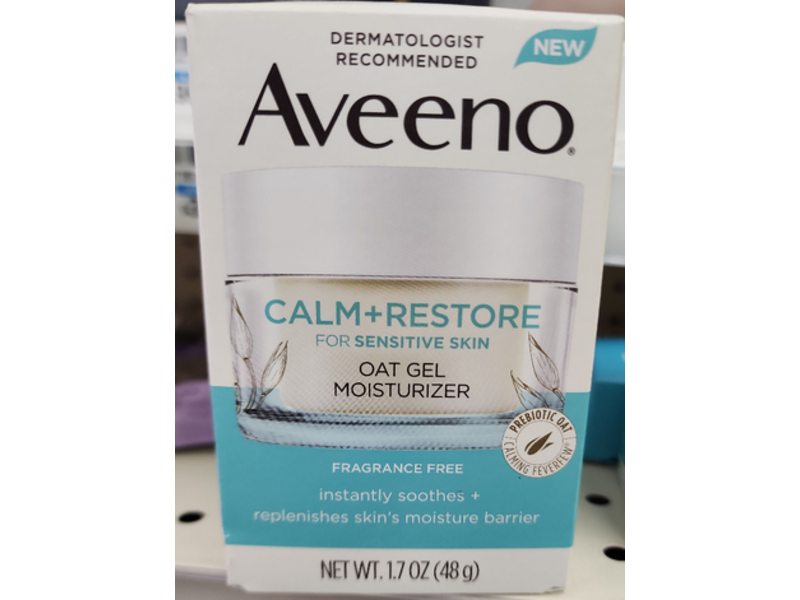 DERMATOLOGIST
RECOMMENDED
NEW
Aveeno®
CALM+RESTORE
FOR SENSITIVE SKIN
OAT GEL
MOISTURIZER
PREBIOTIC OAT
CALMING FEVERFEW
FRAGRANCE FREE
instantly soothes +
replenishes skin's moisture barrier
NET WT. 1.7 OZ (48 g)